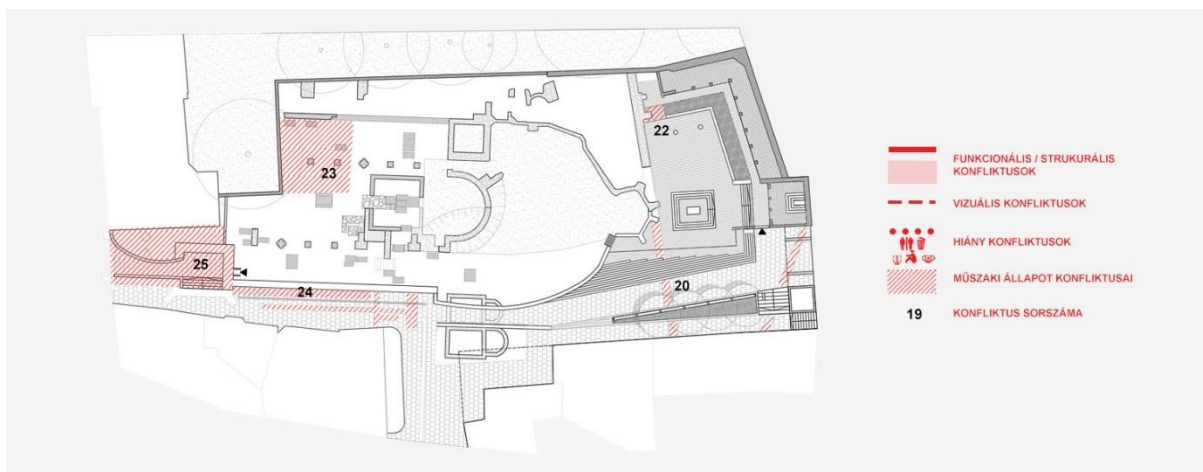 22
23
25
24
20
FUNKCIONÁLIS / STRUKURÁLIS
KONFLIKTUSOK
VIZUÁLIS KONFLIKTUSOK
HIÁNY KONFLIKTUSOK
MŰSZAKI ÁLLAPOT KONFLIKTUSAI
19 KONFLIKTUS SORSZÁMA